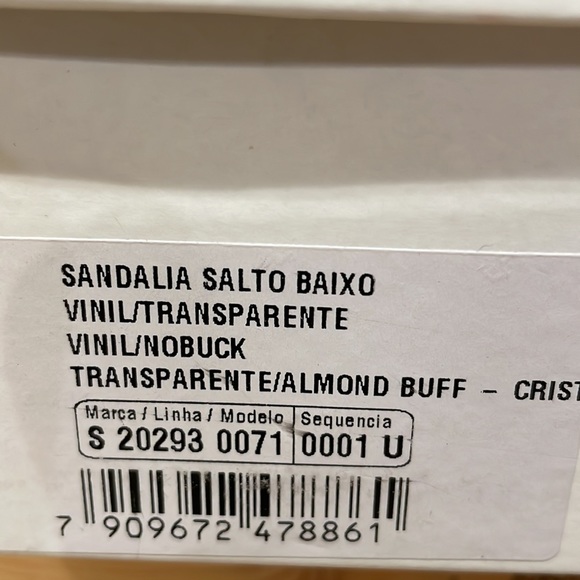 SANDALIA SALTO BAIXO
VINIL/TRANSPARENTE
VINIL/NOBUCK
TRANSPARENTE/ALMOND BUFF - CRIST
Marca / Linha / Modelo Sequencia
S 20293 0071 0001 U
7 909672 478861